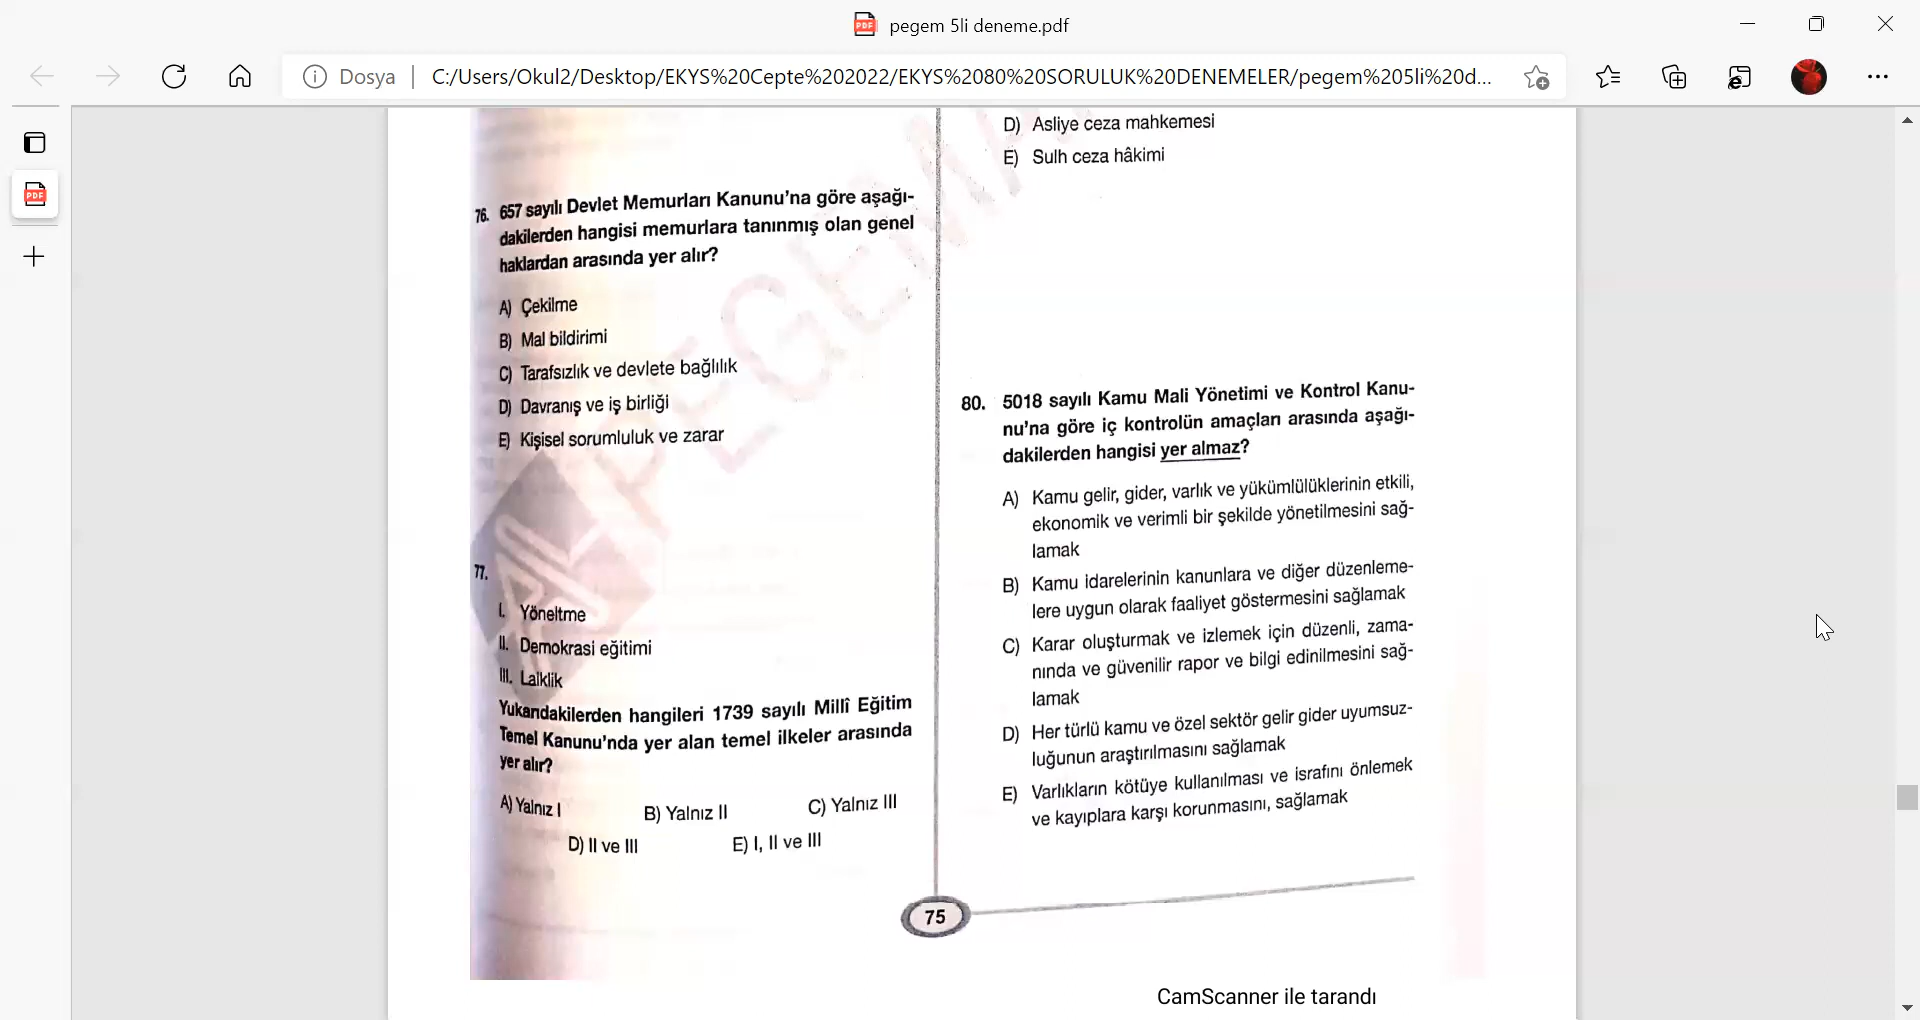 pegem 5li deneme.pdf
Dosya
C:/Users/Okul2/Desktop/EKYS%20Cepte%202022/EKYS%2080%20SORULUK%20DENEMELER/pegem%205li%20d...
76. 657 sayılı Devlet Memurları Kanunu’na göre aşağı-
dakilerden hangisi memurlara tanınmış olan genel
haklardan arasında yer alır?
A) Çekilme
B) Mal bildirimi
C) Tarafsızlık ve devlete bağlılık
D) Davranış ve iş birliği
E) Kişisel sorumluluk ve zarar
77.
I. Yöneltme
II. Demokrasi eğitimi
III. Laiklik
Yukarıdakilerden hangileri 1739 sayılı Millî Eğitim
Temel Kanunu’nda yer alan temel ilkeler arasında
yer alır?
A) Yalnız I
B) Yalnız II
C) Yalnız III
D) II ve III
E) I, II ve III
D) Asliye ceza mahkemesi
E) Sulh ceza hâkimi
80. 5018 sayılı Kamu Mali Yönetimi ve Kontrol Kanu-
nu’na göre iç kontrolün amaçları arasında aşağı-
dakilerden hangisi yer almaz?
A) Kamu gelir, gider, varlık ve yükümlülüklerinin etkili,
ekonomik ve verimli bir şekilde yönetilmesini sağ-
lamak
B) Kamu idarelerinin kanunlara ve diğer düzenleme-
lere uygun olarak faaliyet göstermesini sağlamak
C) Karar oluşturmak ve izlemek için düzenli, zama-
nında ve güvenilir rapor ve bilgi edinilmesini sağ-
lamak
D) Her türlü kamu ve özel sektör gelir gider uyumsuz-
luğunun araştırılmasını sağlamak
E) Varlıkların kötüye kullanılması ve israfını önlemek
ve kayıplara karşı korunmasını, sağlamak
75
CamScanner ile tarandı